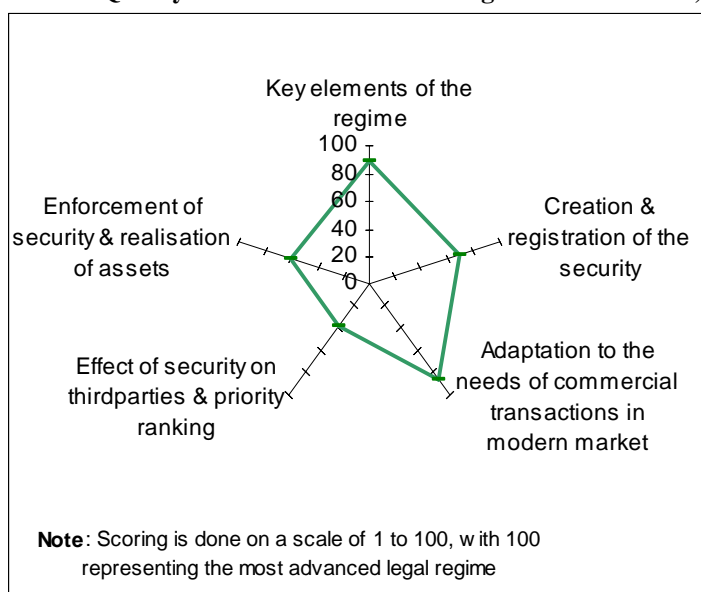 Key elements of the
regime
100
80
60
40
20
0
Enforcement of
security & realisation
of assets
Creation &
registration of the
security
Effect of security on
thirdparties & priority
ranking
Adaptation to the
needs of commercial
transactions in
modern market
Note: Scoring is done on a scale of 1 to 100, with 100
representing the most advanced legal regime